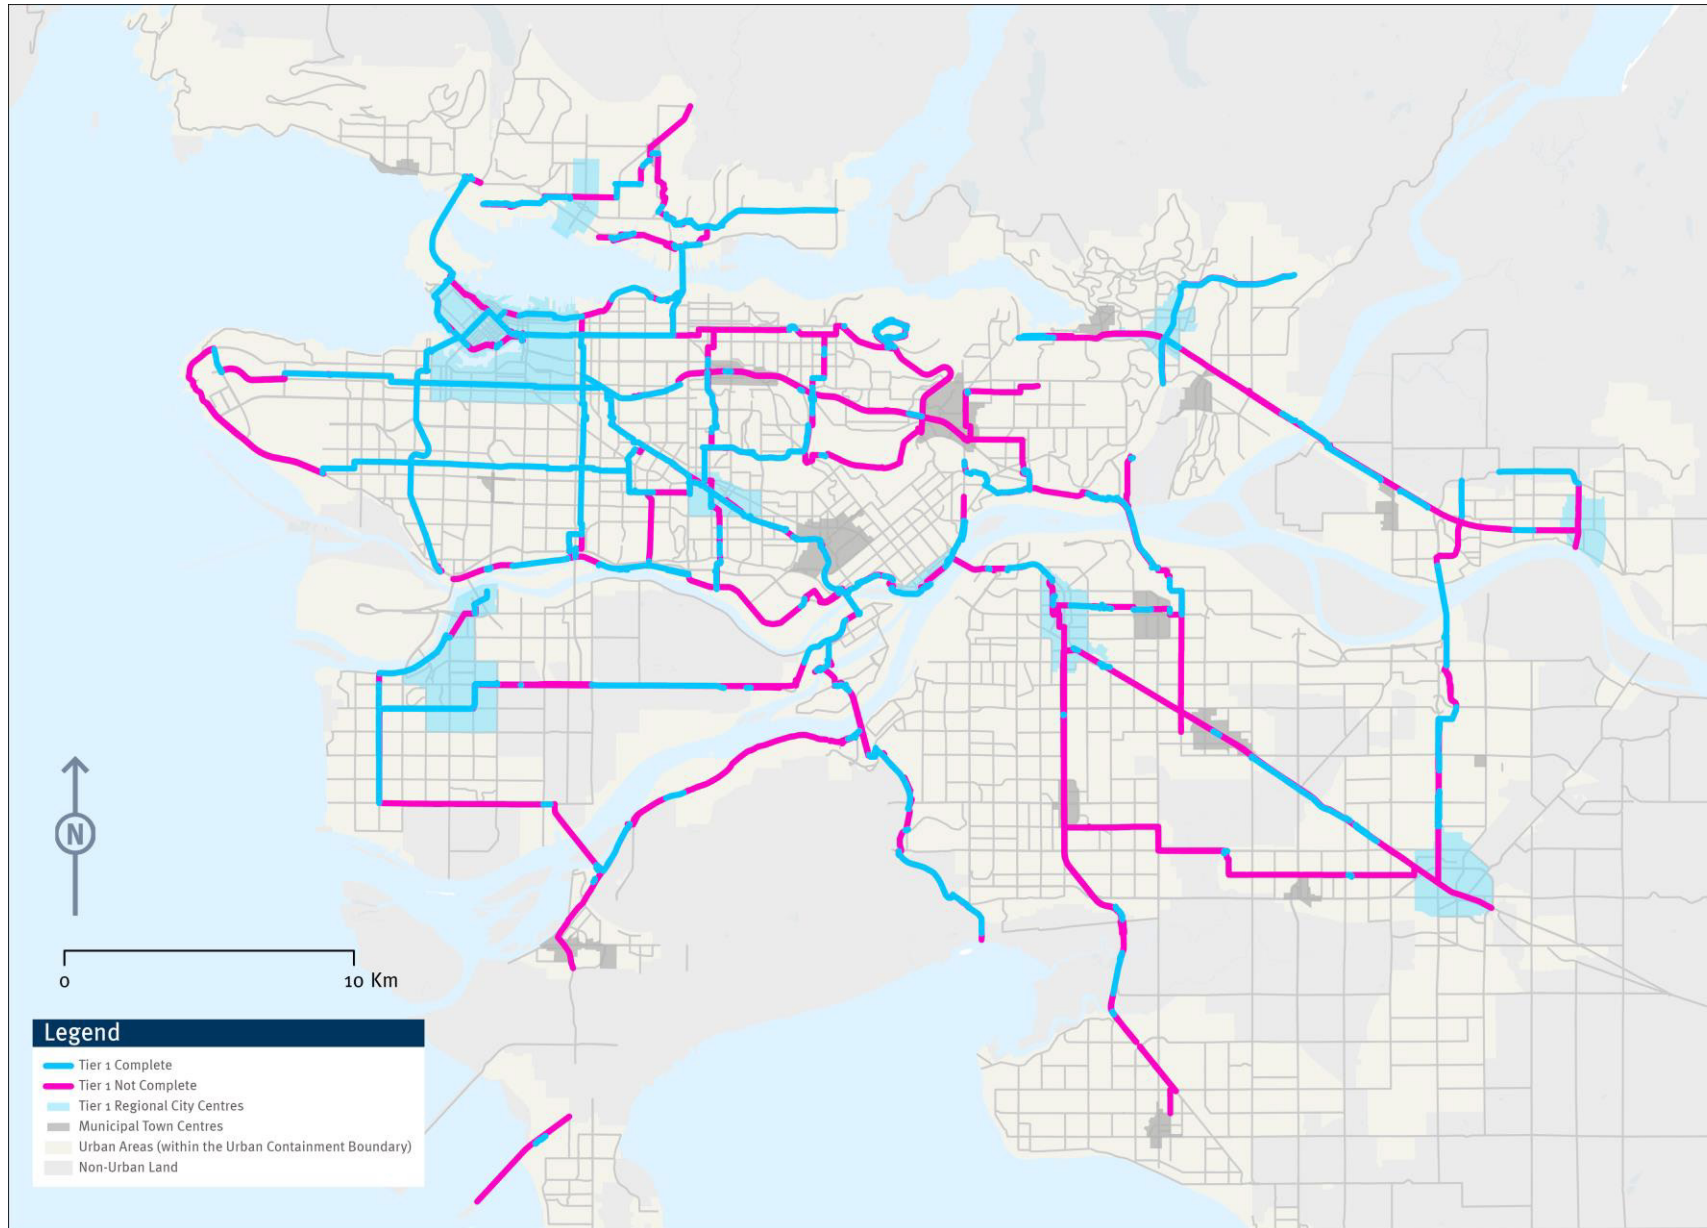 N
0 10 Km
Legend
Tier 1 Complete
Tier 1 Not Complete
Tier 1 Regional City Centres
Municipal Town Centres
Urban Areas (within the Urban Containment Boundary)
Non-Urban Land